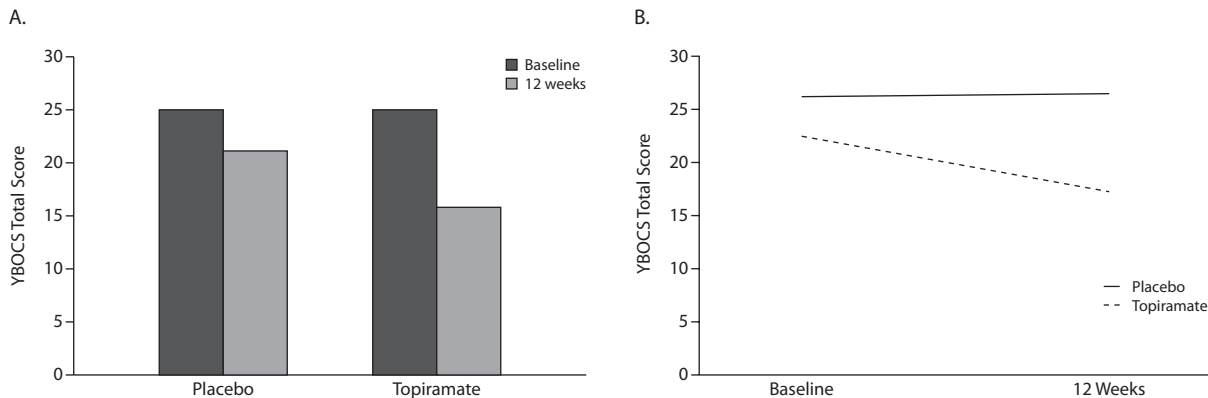 A.
YBOCS Total Score
30
25
20
15
10
5
0
Baseline
12 weeks
Placebo
Topiramate
B.
YBOCS Total Score
30
25
20
15
10
5
0
Placebo
Topiramate
Baseline
12 Weeks